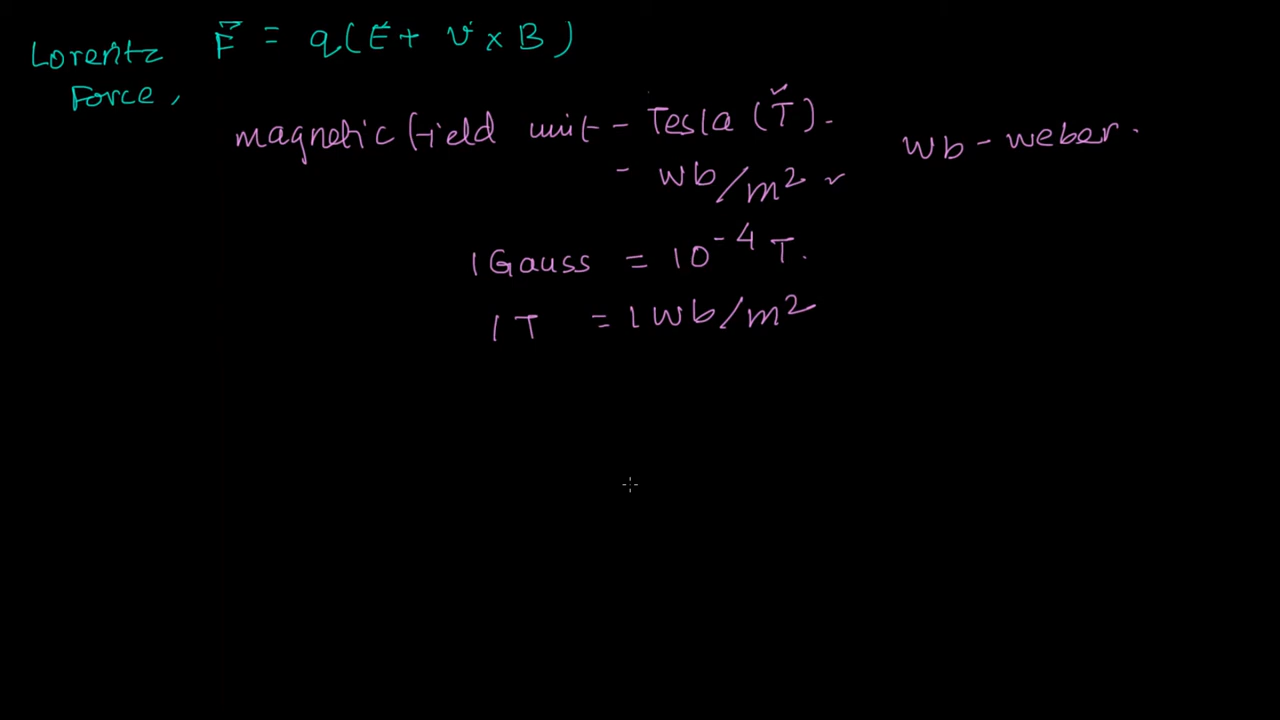 Lorentz F⃗ = q(E⃗ + v × B)
Force,
magnetic field unit - Tesla (T).
- wb/m² Wb - weber.
1 Gauss = 10⁻⁴ T.
1 T = 1 Wb/m²